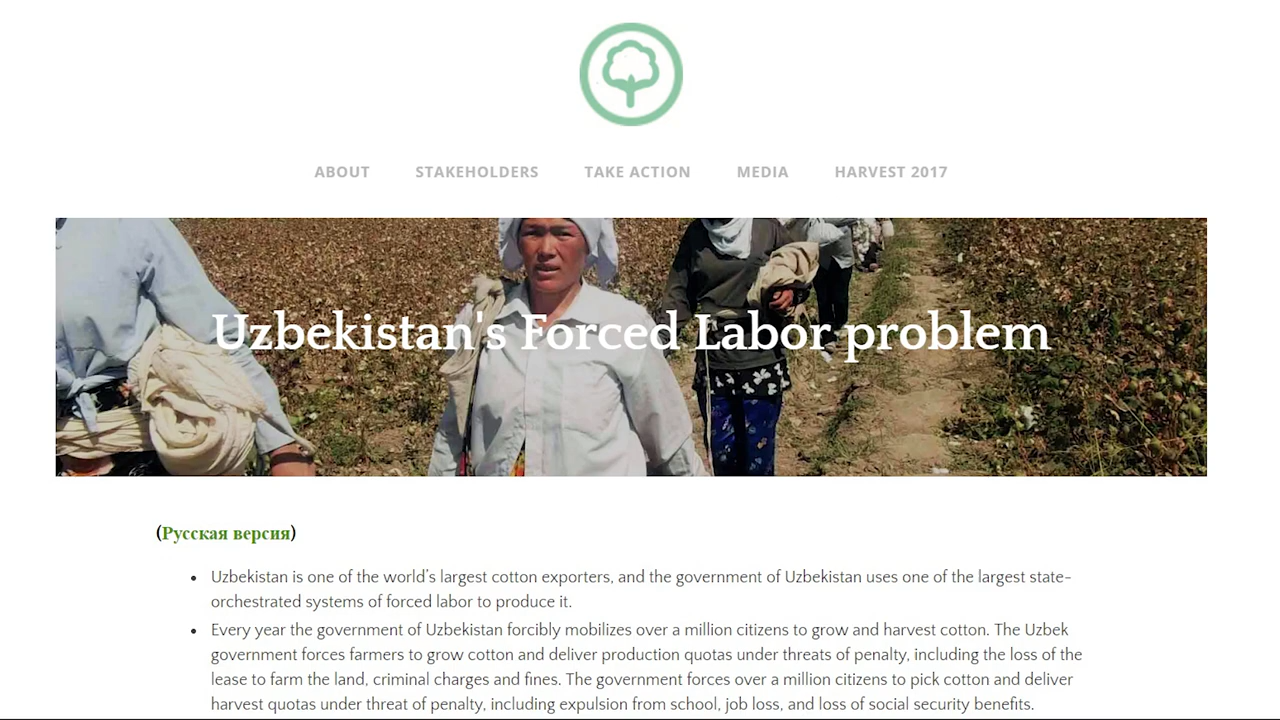 ABOUT STAKEHOLDERS TAKE ACTION MEDIA HARVEST 2017
Uzbekistan's Forced Labor problem
(Русская версия)
• Uzbekistan is one of the world’s largest cotton exporters, and the government of Uzbekistan uses one of the largest state-
orchestrated systems of forced labor to produce it.
• Every year the government of Uzbekistan forcibly mobilizes over a million citizens to grow and harvest cotton. The Uzbek
government forces farmers to grow cotton and deliver production quotas under threats of penalty, including the loss of the
lease to farm the land, criminal charges and fines. The government forces over a million citizens to pick cotton and deliver
harvest quotas under threat of penalty, including expulsion from school, job loss, and loss of social security benefits.